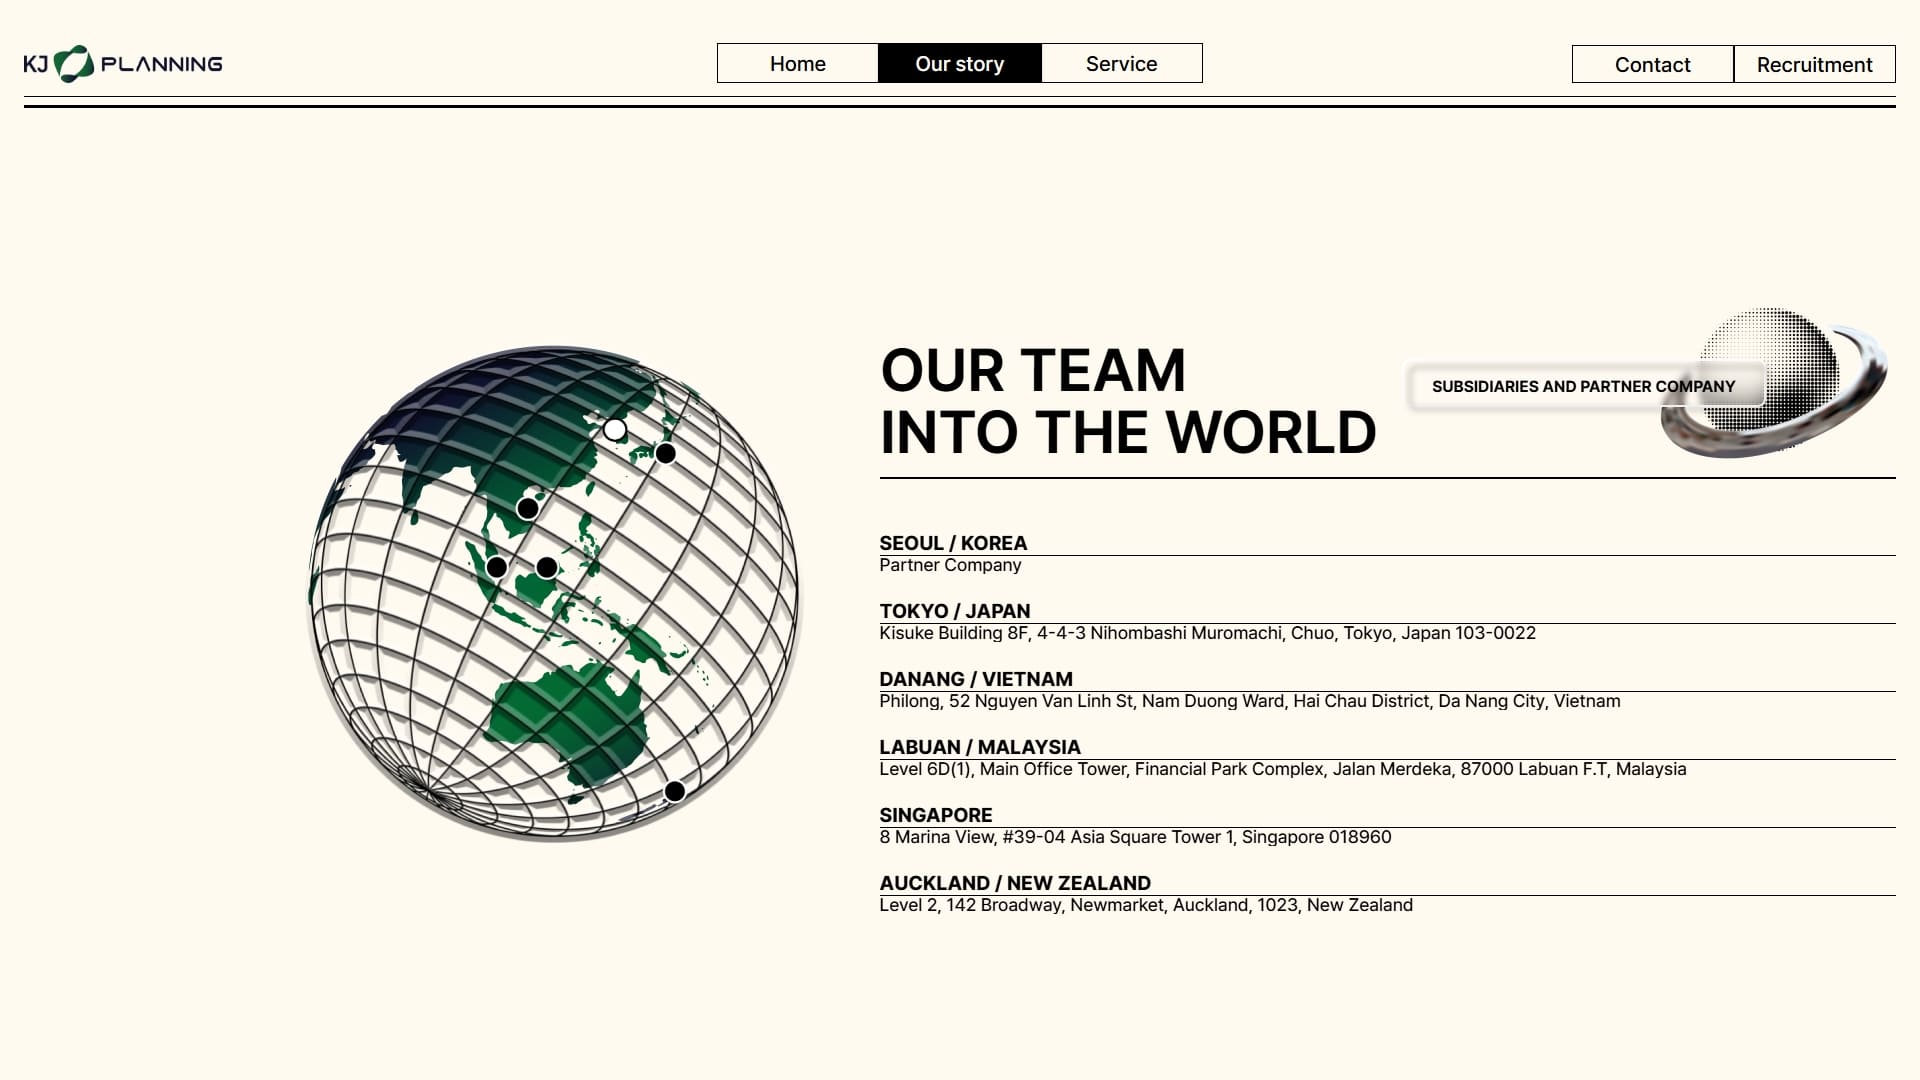 KJ PLANNING
Home
Our story
Service
Contact
Recruitment
OUR TEAM
INTO THE WORLD
SUBSIDIARIES AND PARTNER COMPANY
SEOUL / KOREA
Partner Company
TOKYO / JAPAN
Kisuke Building 8F, 4-4-3 Nihombashi Muromachi, Chuo, Tokyo, Japan 103-0022
DANANG / VIETNAM
Philong, 52 Nguyen Van Linh St, Nam Duong Ward, Hai Chau District, Da Nang City, Vietnam
LABUAN / MALAYSIA
Level 6D(1), Main Office Tower, Financial Park Complex, Jalan Merdeka, 87000 Labuan F.T, Malaysia
SINGAPORE
8 Marina View, #39-04 Asia Square Tower 1, Singapore 018960
AUCKLAND / NEW ZEALAND
Level 2, 142 Broadway, Newmarket, Auckland, 1023, New Zealand